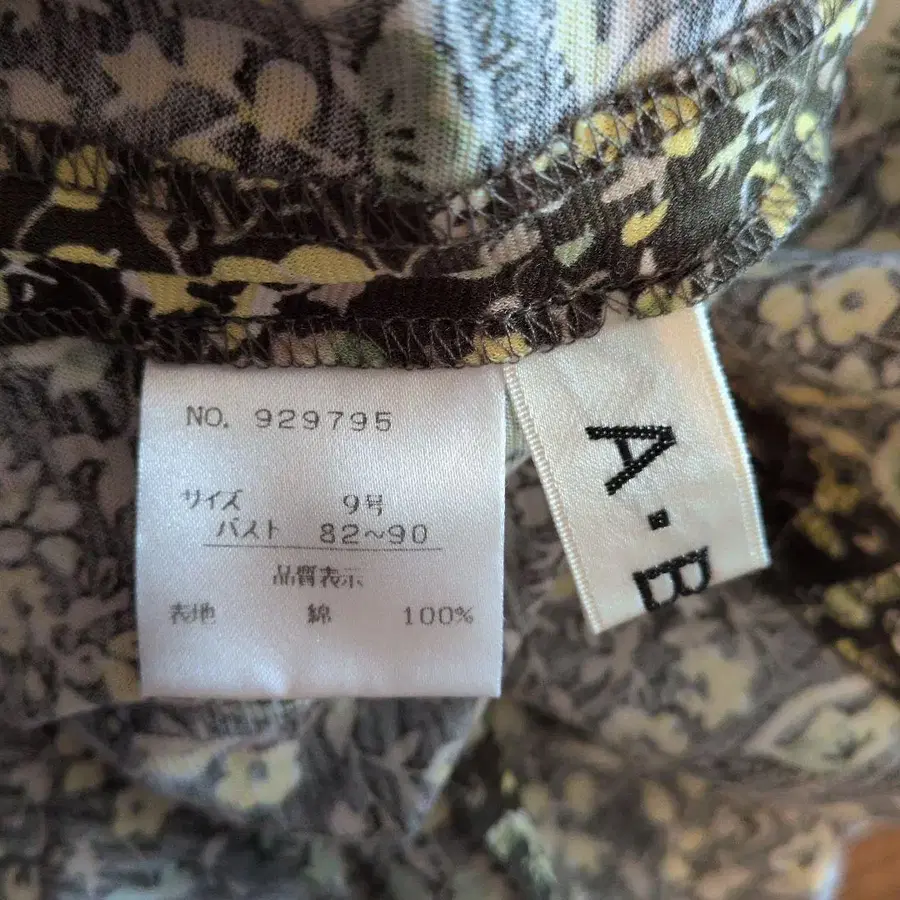 NO. 929795
サイズ 9号
バスト 82~90
品質表示
表地 綿 100%
A・B